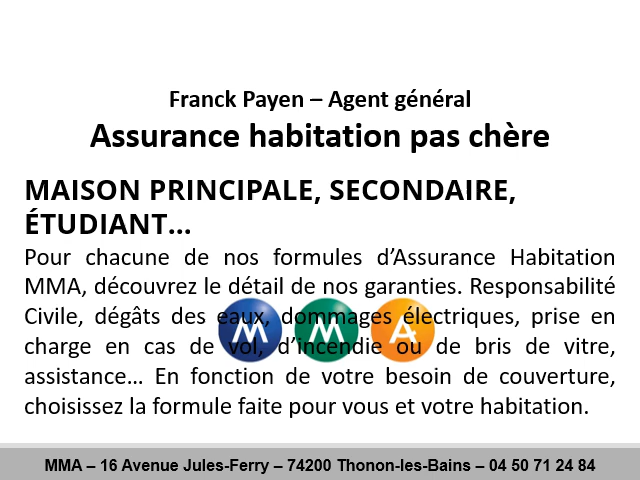 Franck Payen – Agent général
Assurance habitation pas chère
MAISON PRINCIPALE, SECONDAIRE,
ÉTUDIANT…
Pour chacune de nos formules d’Assurance Habitation
MMA, découvrez le détail de nos garanties. Responsabilité
Civile, dégâts des eaux, dommages électriques, prise en
charge en cas de vol, d’incendie ou de bris de vitre,
assistance… En fonction de votre besoin de couverture,
choisissez la formule faite pour vous et votre habitation.
M M A
MMA – 16 Avenue Jules-Ferry – 74200 Thonon-les-Bains – 04 50 71 24 84